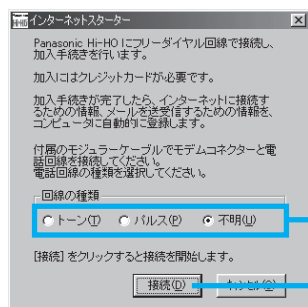 インターネットスターター
Panasonic Hi-HOにフリーダイヤル回線で接続し、
加入手続きを行います。
加入にはクレジットカードが必要です。
加入手続きが完了したら、インターネットに接続す
るための情報、メールを送受信するための情報を、
コンピュータに自動的に登録します。
付属のモジュラーケーブルでモデムコネクターと電
話回線を接続してください。
電話回線の種類を選択してください。
回線の種類
トーン(T) パルス(P) 不明(U)
[接続] をクリックすると接続を開始します。
接続(D) キャンセル(Q)